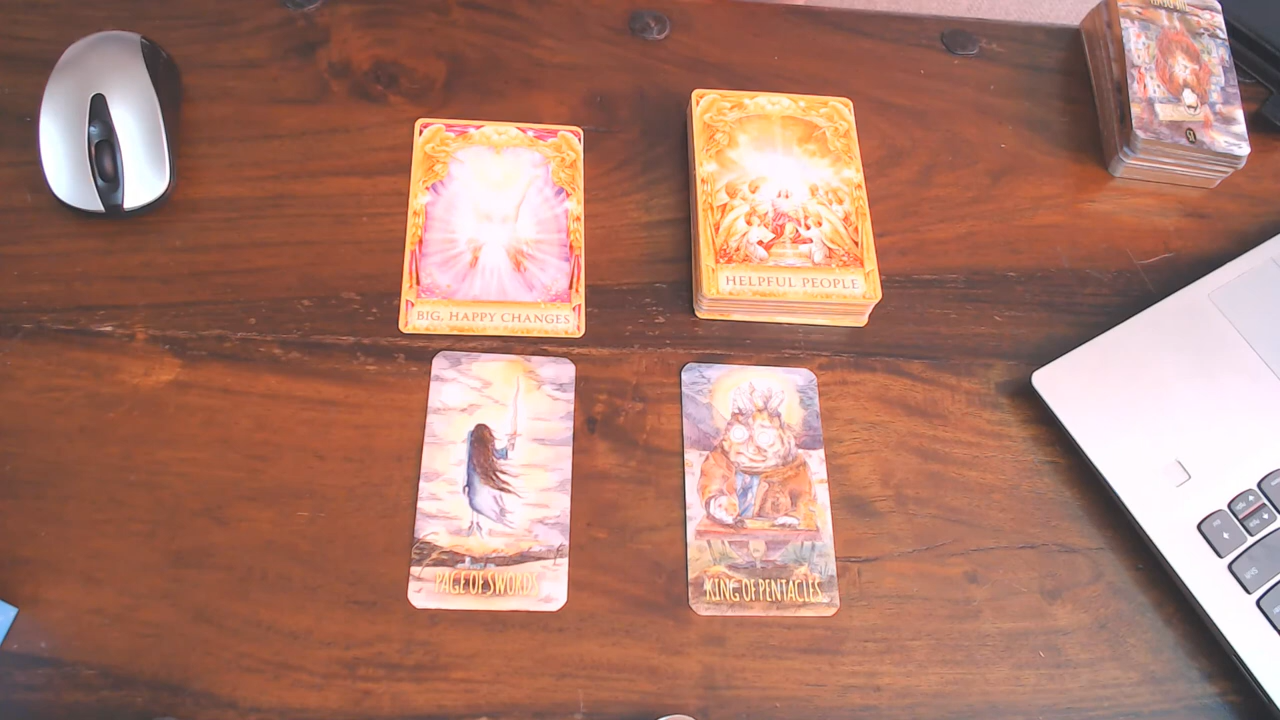 BIG, HAPPY CHANGES
HELPFUL PEOPLE
PAGE OF SWORDS
KING OF PENTACLES